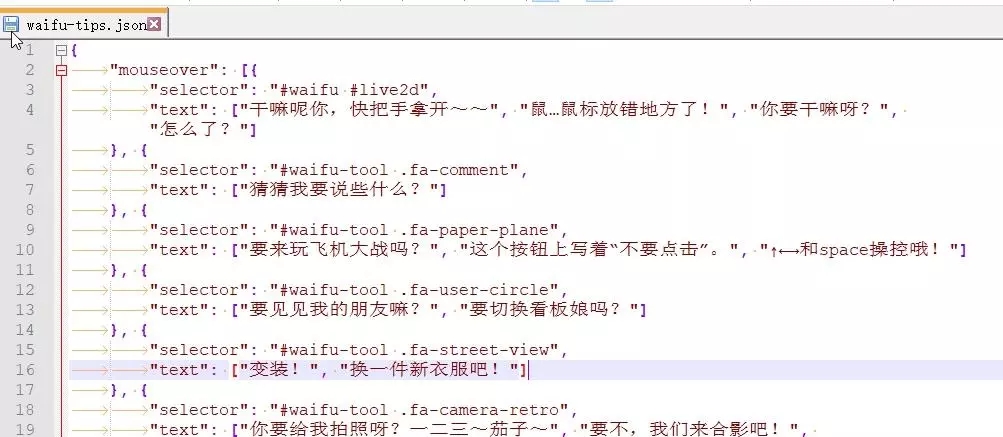 waifu-tips.json
1 {
2 "mouseover": [{
3 "selector": "#waifu #live2d",
4 "text": ["干嘛呢你，快把手拿开～～", "鼠…鼠标放错地方了！", "你要干嘛呀？",
"怎么了？"]
5 }, {
6 "selector": "#waifu-tool .fa-comment",
7 "text": ["猜猜我要说些什么？"]
8 }, {
9 "selector": "#waifu-tool .fa-paper-plane",
10 "text": ["要来玩飞机大战吗？", "这个按钮上写着“不要点击”。", "↑←→和space操控哦！"]
11 }, {
12 "selector": "#waifu-tool .fa-user-circle",
13 "text": ["要见见我的朋友嘛？", "要切换看板娘吗？"]
14 }, {
15 "selector": "#waifu-tool .fa-street-view",
16 "text": ["变装！", "换一件新衣服吧！"]
17 }, {
18 "selector": "#waifu-tool .fa-camera-retro",
19 "text": ["你要给我拍照呀？一二三～茄子～", "要不，我们来合影吧！",